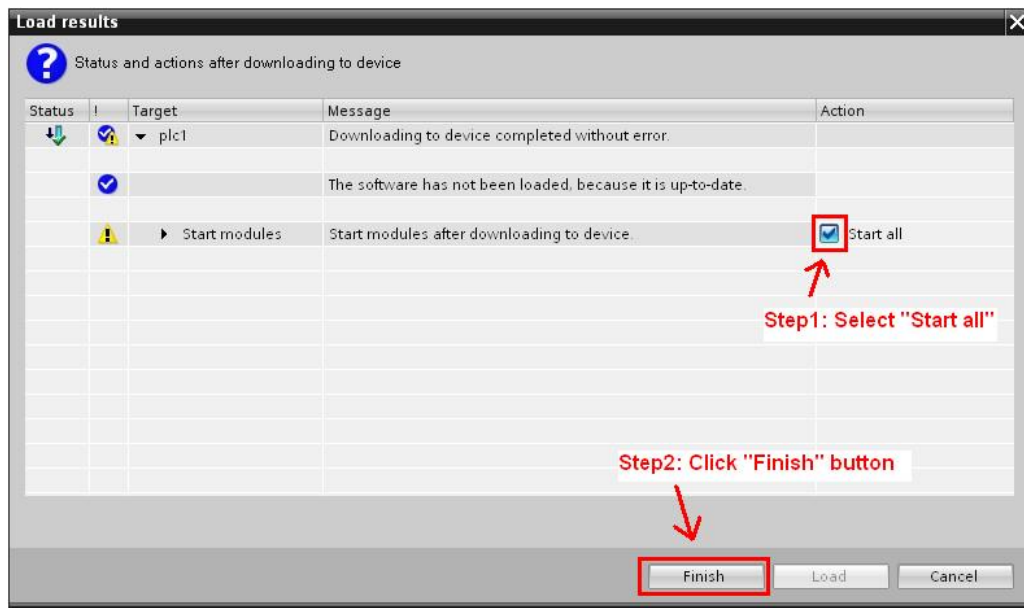 Load results
Status and actions after downloading to device
Status ! Target Message Action
plc1 Downloading to device completed without error.
The software has not been loaded, because it is up-to-date.
Start modules Start modules after downloading to device. Start all
Step1: Select "Start all"
Step2: Click "Finish" button
Finish Load Cancel